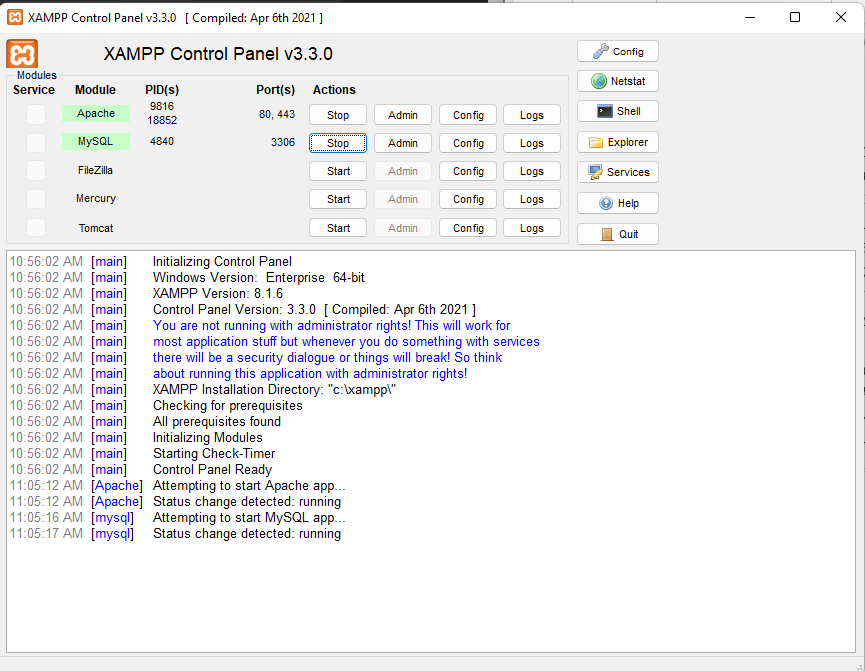 XAMPP Control Panel v3.3.0 [ Compiled: Apr 6th 2021 ]
XAMPP Control Panel v3.3.0
Config
Modules
Service Module PID(s) Port(s) Actions
Netstat
Apache 9816 18852 80, 443 Stop Admin Config Logs
Shell
MySQL 4840 3306 Stop Admin Config Logs
Explorer
FileZilla Start Admin Config Logs
Services
Mercury Start Admin Config Logs
Help
Tomcat Start Admin Config Logs
Quit
10:56:02 AM [main] Initializing Control Panel
10:56:02 AM [main] Windows Version: Enterprise 64-bit
10:56:02 AM [main] XAMPP Version: 8.1.6
10:56:02 AM [main] Control Panel Version: 3.3.0 [ Compiled: Apr 6th 2021 ]
10:56:02 AM [main] You are not running with administrator rights! This will work for
10:56:02 AM [main] most application stuff but whenever you do something with services
10:56:02 AM [main] there will be a security dialogue or things will break! So think
10:56:02 AM [main] about running this application with administrator rights!
10:56:02 AM [main] XAMPP Installation Directory: "c:\xampp\"
10:56:02 AM [main] Checking for prerequisites
10:56:02 AM [main] All prerequisites found
10:56:02 AM [main] Initializing Modules
10:56:02 AM [main] Starting Check-Timer
10:56:02 AM [main] Control Panel Ready
11:05:12 AM [Apache] Attempting to start Apache app...
11:05:12 AM [Apache] Status change detected: running
11:05:16 AM [mysql] Attempting to start MySQL app...
11:05:17 AM [mysql] Status change detected: running